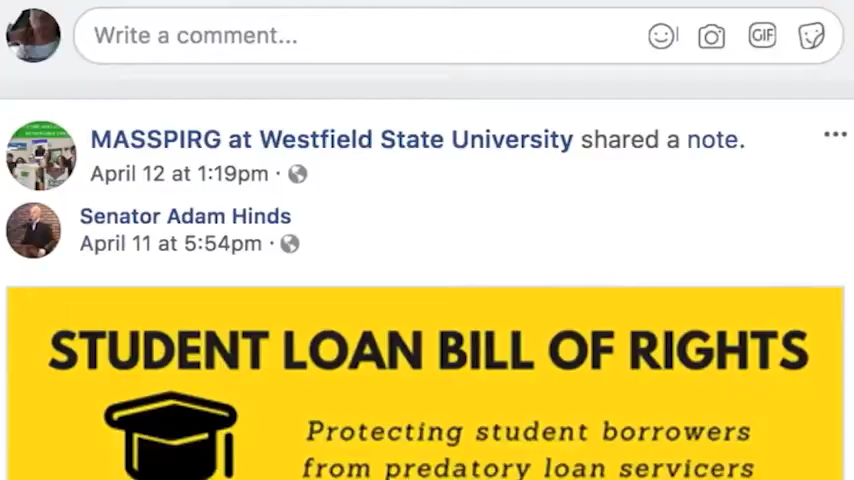 Write a comment...
GIF
MASSPIRG at Westfield State University shared a note.
April 12 at 1:19pm ·
Senator Adam Hinds
April 11 at 5:54pm ·
STUDENT LOAN BILL OF RIGHTS
Protecting student borrowers
from predatory loan servicers